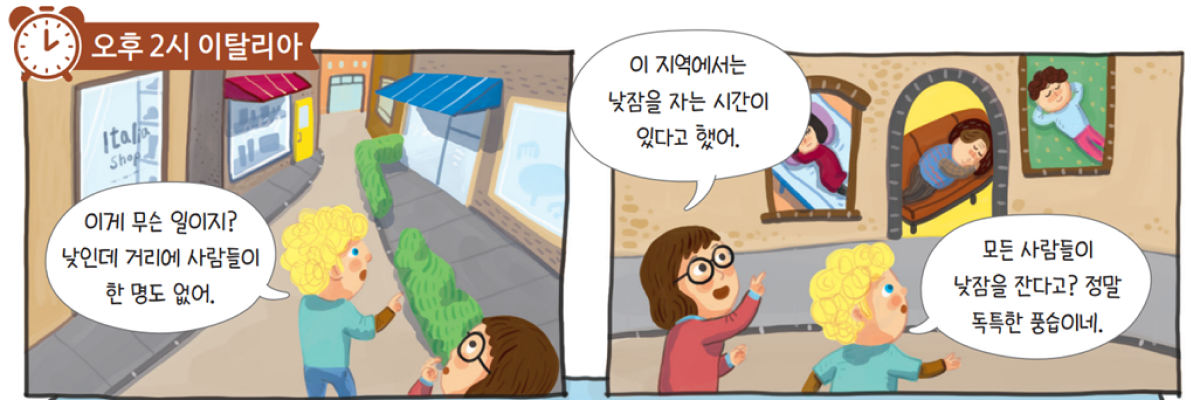 오후 2시 이탈리아
Italia
Shop
이게 무슨 일이지?
낮인데 거리에 사람들이
한 명도 없어.
이 지역에서는
낮잠을 자는 시간이
있다고 했어.
모든 사람들이
낮잠을 잔다고? 정말
독특한 풍습이네.